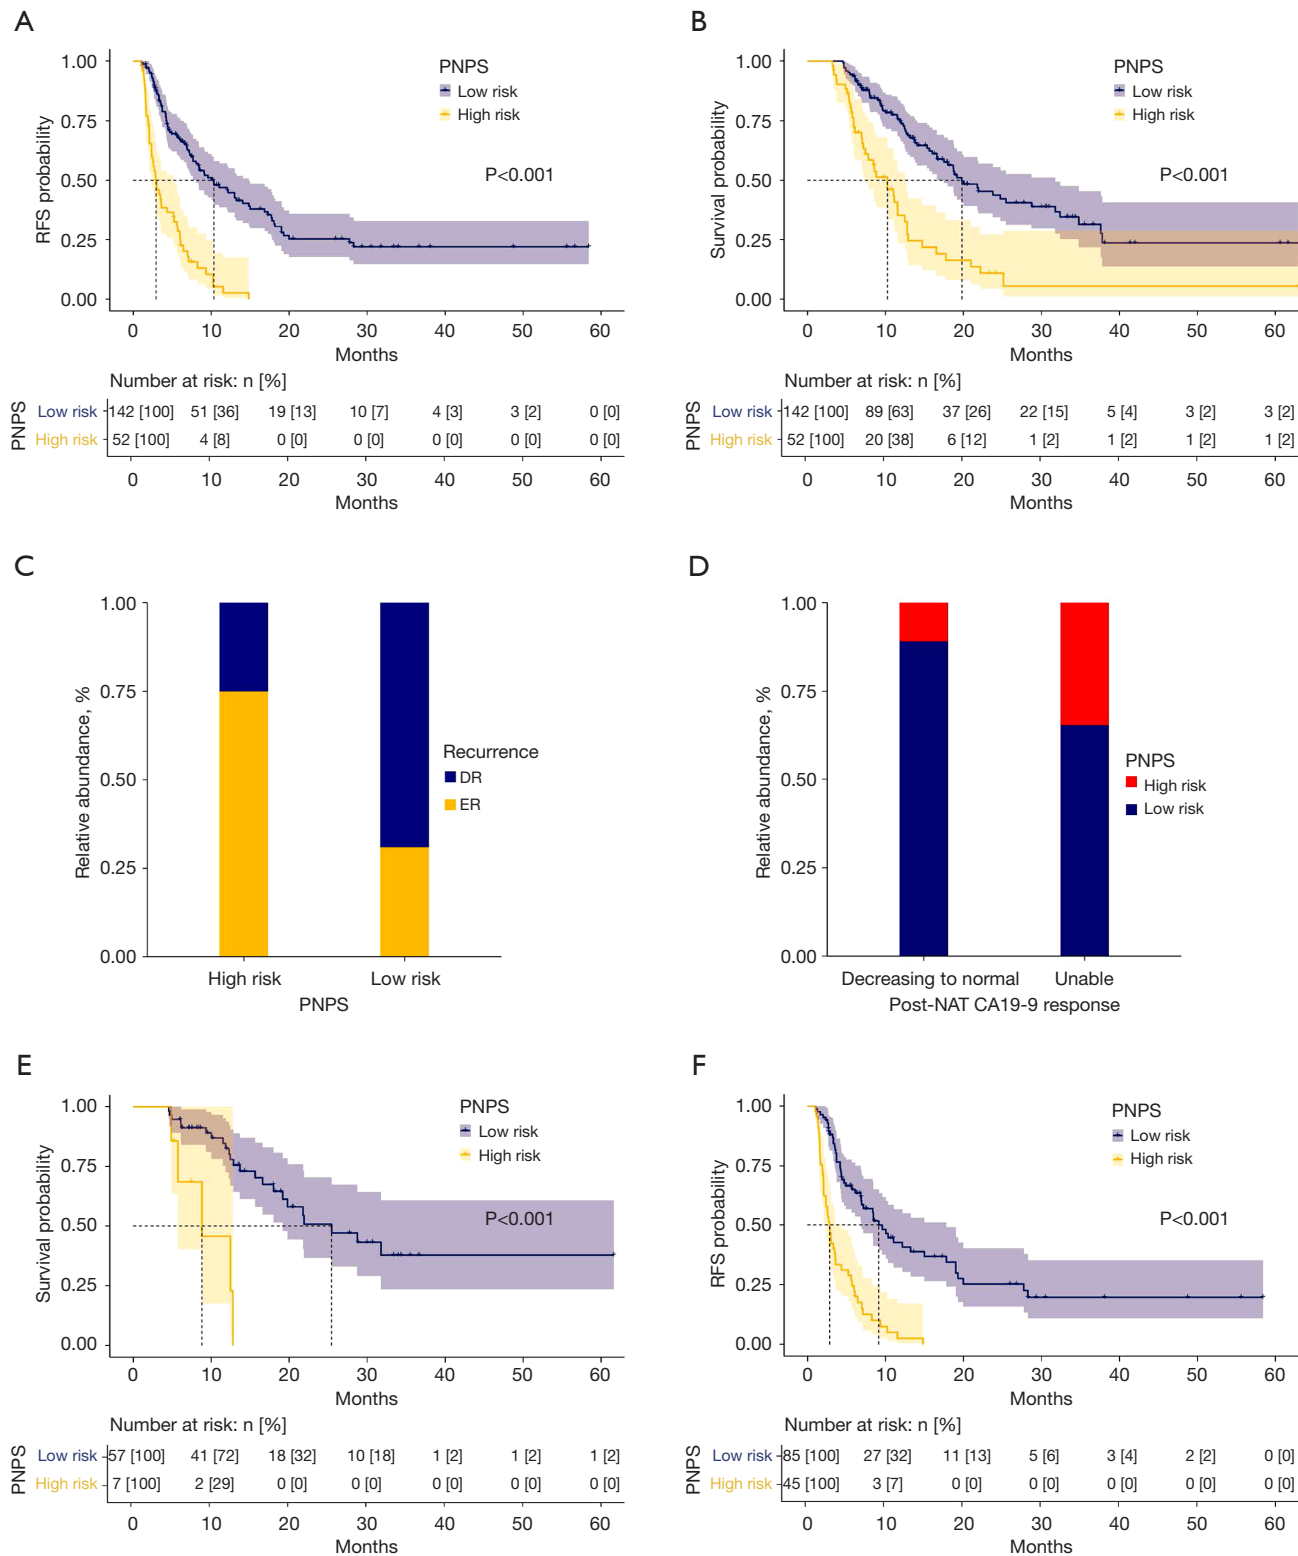 A
1.00
0.75
0.50
0.25
0.00
RFS probability
PNPS
Low risk
High risk
P<0.001
0 10 20 30 40 50 60
Months
Number at risk: n [%]
PNPS
Low risk 142 [100] 51 [36] 19 [13] 10 [7] 4 [3] 3 [2] 0 [0]
High risk 52 [100] 4 [8] 0 [0] 0 [0] 0 [0] 0 [0] 0 [0]
0 10 20 30 40 50 60
Months
B
1.00
0.75
0.50
0.25
0.00
Survival probability
PNPS
Low risk
High risk
P<0.001
0 10 20 30 40 50 60
Months
Number at risk: n [%]
PNPS
Low risk 142 [100] 89 [63] 37 [26] 22 [15] 5 [4] 3 [2] 3 [2]
High risk 52 [100] 20 [38] 6 [12] 1 [2] 1 [2] 1 [2] 1 [2]
0 10 20 30 40 50 60
Months
C
1.00
0.75
0.50
0.25
0.00
Relative abundance, %
Recurrence
DR
ER
High risk Low risk
PNPS
D
1.00
0.75
0.50
0.25
0.00
Relative abundance, %
PNPS
High risk
Low risk
Decreasing to normal Unable
Post-NAT CA19-9 response
E
1.00
0.75
0.50
0.25
0.00
Survival probability
PNPS
Low risk
High risk
P<0.001
0 10 20 30 40 50 60
Months
Number at risk: n [%]
PNPS
Low risk 57 [100] 41 [72] 18 [32] 10 [18] 1 [2] 1 [2] 1 [2]
High risk 7 [100] 2 [29] 0 [0] 0 [0] 0 [0] 0 [0] 0 [0]
0 10 20 30 40 50 60
Months
F
1.00
0.75
0.50
0.25
0.00
RFS probability
PNPS
Low risk
High risk
P<0.001
0 10 20 30 40 50 60
Months
Number at risk: n [%]
PNPS
Low risk 85 [100] 27 [32] 11 [13] 5 [6] 3 [4] 2 [2] 0 [0]
High risk 45 [100] 3 [7] 0 [0] 0 [0] 0 [0] 0 [0] 0 [0]
0 10 20 30 40 50 60
Months